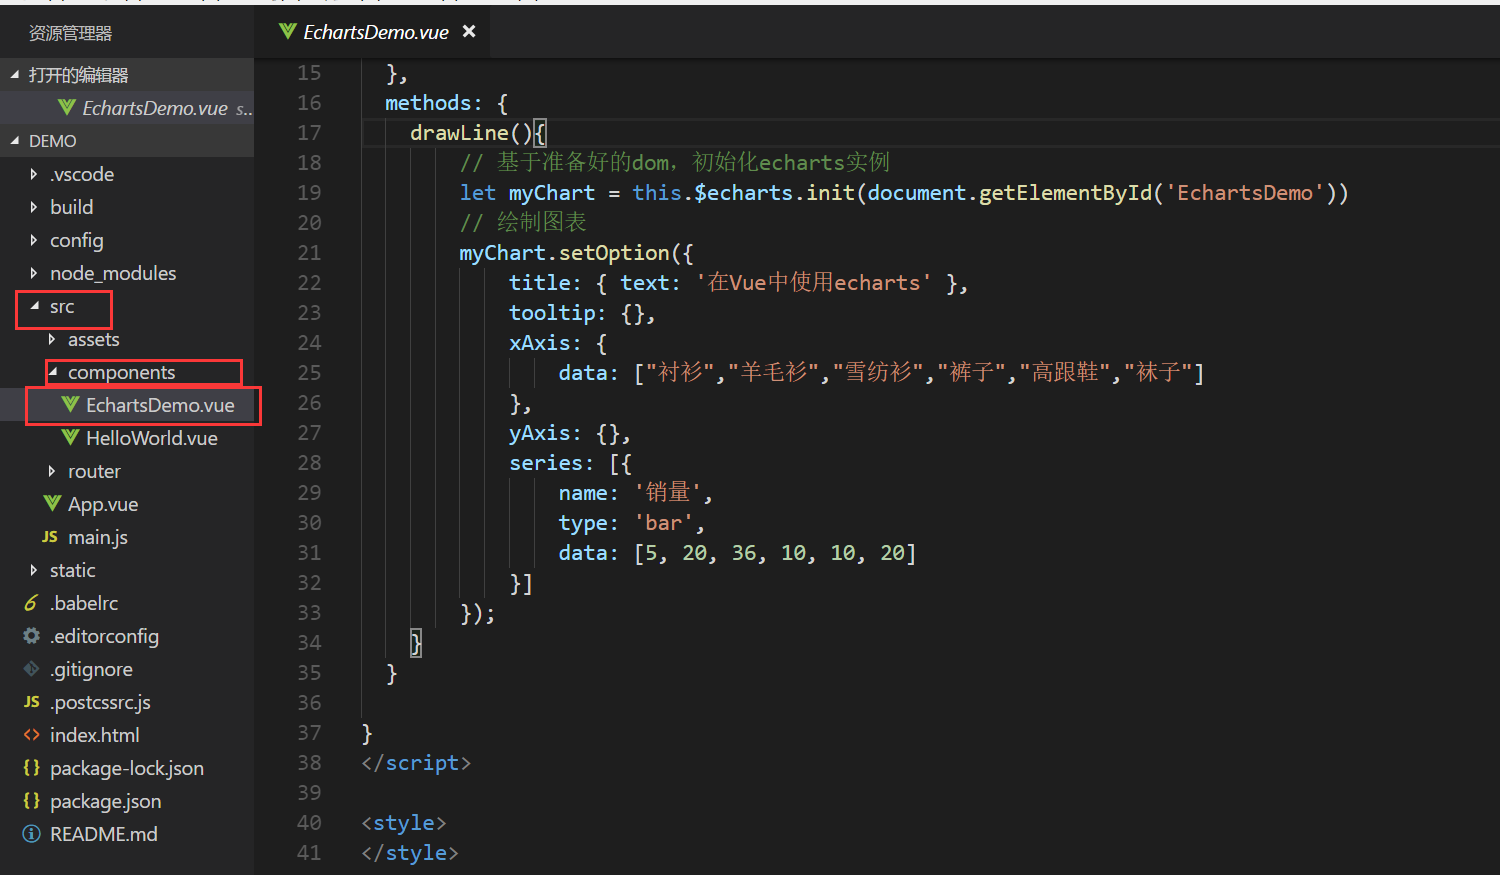 资源管理器
打开的编辑器
EchartsDemo.vue s..
DEMO
.vscode
build
config
node_modules
src
assets
components
EchartsDemo.vue
HelloWorld.vue
router
App.vue
JS main.js
static
.babelrc
.editorconfig
.gitignore
JS .postcssrc.js
<> index.html
{} package-lock.json
{} package.json
README.md
EchartsDemo.vue ×
15 },
16 methods: {
17 drawLine(){
18 // 基于准备好的dom，初始化echarts实例
19 let myChart = this.$echarts.init(document.getElementById('EchartsDemo'))
20 // 绘制图表
21 myChart.setOption({
22 title: { text: '在Vue中使用echarts' },
23 tooltip: {},
24 xAxis: {
25 data: ["衬衫","羊毛衫","雪纺衫","裤子","高跟鞋","袜子"]
26 },
27 yAxis: {},
28 series: [{
29 name: '销量',
30 type: 'bar',
31 data: [5, 20, 36, 10, 10, 20]
32 }]
33 });
34 }
35 }
36
37 }
38 </script>
39
40 <style>
41 </style>